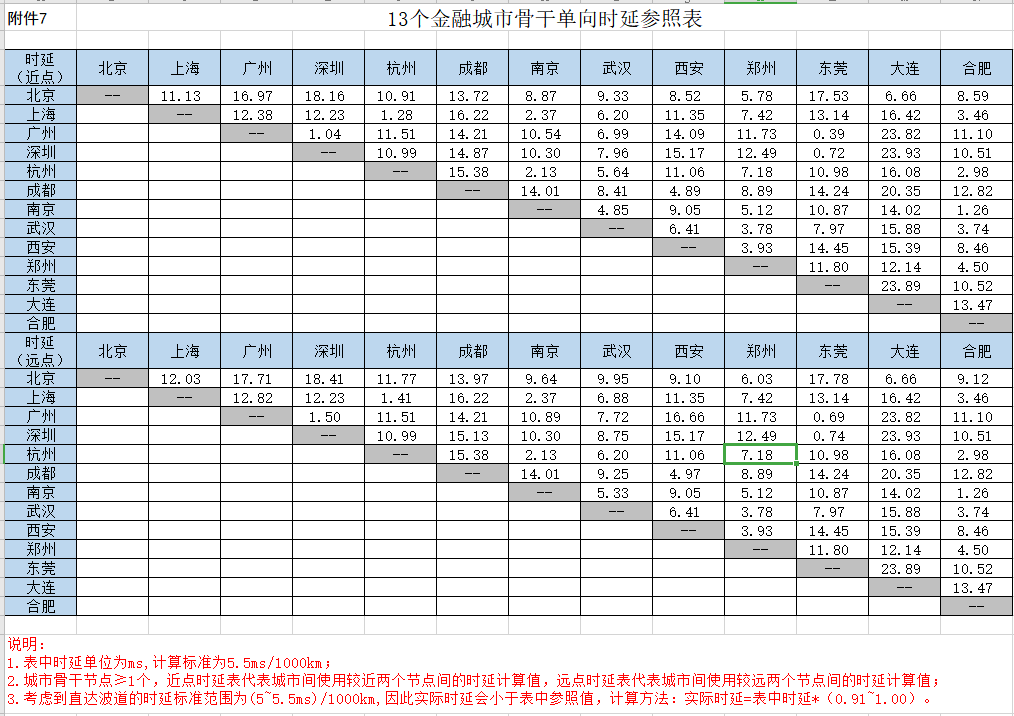 附件7 13个金融城市骨干单向时延参照表
时延（近点） 北京 上海 广州 深圳 杭州 成都 南京 武汉 西安 郑州 东莞 大连 合肥
北京 -- 11.13 16.97 18.16 10.91 13.72 8.87 9.33 8.52 5.78 17.53 6.66 8.59
上海 -- 12.38 12.23 1.28 16.22 2.37 6.20 11.35 7.42 13.14 16.42 3.46
广州 -- 1.04 11.51 14.21 10.54 6.99 14.09 11.73 0.39 23.82 11.10
深圳 -- 10.99 14.87 10.30 7.96 15.17 12.49 0.72 23.93 10.51
杭州 -- 15.38 2.13 5.64 11.06 7.18 10.98 16.08 2.98
成都 -- 14.01 8.41 4.89 8.89 14.24 20.35 12.82
南京 -- 4.85 9.05 5.12 10.87 14.02 1.26
武汉 -- 6.41 3.78 7.97 15.88 3.74
西安 -- 3.93 14.45 15.39 8.46
郑州 -- 11.80 12.14 4.50
东莞 -- 23.89 10.52
大连 -- 13.47
合肥 --
时延（远点） 北京 上海 广州 深圳 杭州 成都 南京 武汉 西安 郑州 东莞 大连 合肥
北京 -- 12.03 17.71 18.41 11.77 13.97 9.64 9.95 9.10 6.03 17.78 6.66 9.12
上海 -- 12.82 12.23 1.41 16.22 2.37 6.88 11.35 7.42 13.14 16.42 3.46
广州 -- 1.50 11.51 14.21 10.89 7.72 16.66 11.73 0.69 23.82 11.10
深圳 -- 10.99 15.13 10.30 8.75 15.17 12.49 0.74 23.93 10.51
杭州 -- 15.38 2.13 6.20 11.06 7.18 10.98 16.08 2.98
成都 -- 14.01 9.25 4.97 8.89 14.24 20.35 12.82
南京 -- 5.33 9.05 5.12 10.87 14.02 1.26
武汉 -- 6.41 3.78 7.97 15.88 3.74
西安 -- 3.93 14.45 15.39 8.46
郑州 -- 11.80 12.14 4.50
东莞 -- 23.89 10.52
大连 -- 13.47
合肥 --
说明：
1.表中时延单位为ms,计算标准为5.5ms/1000km；
2.城市骨干节点≥1个，近点时延表代表城市间使用较近两个节点间的时延计算值，远点时延表代表城市间使用较远两个节点间的时延计算值；
3.考虑到直达波道的时延标准范围为(5~5.5ms)/1000km,因此实际时延会小于表中参照值，计算方法：实际时延=表中时延*（0.91~1.00）。